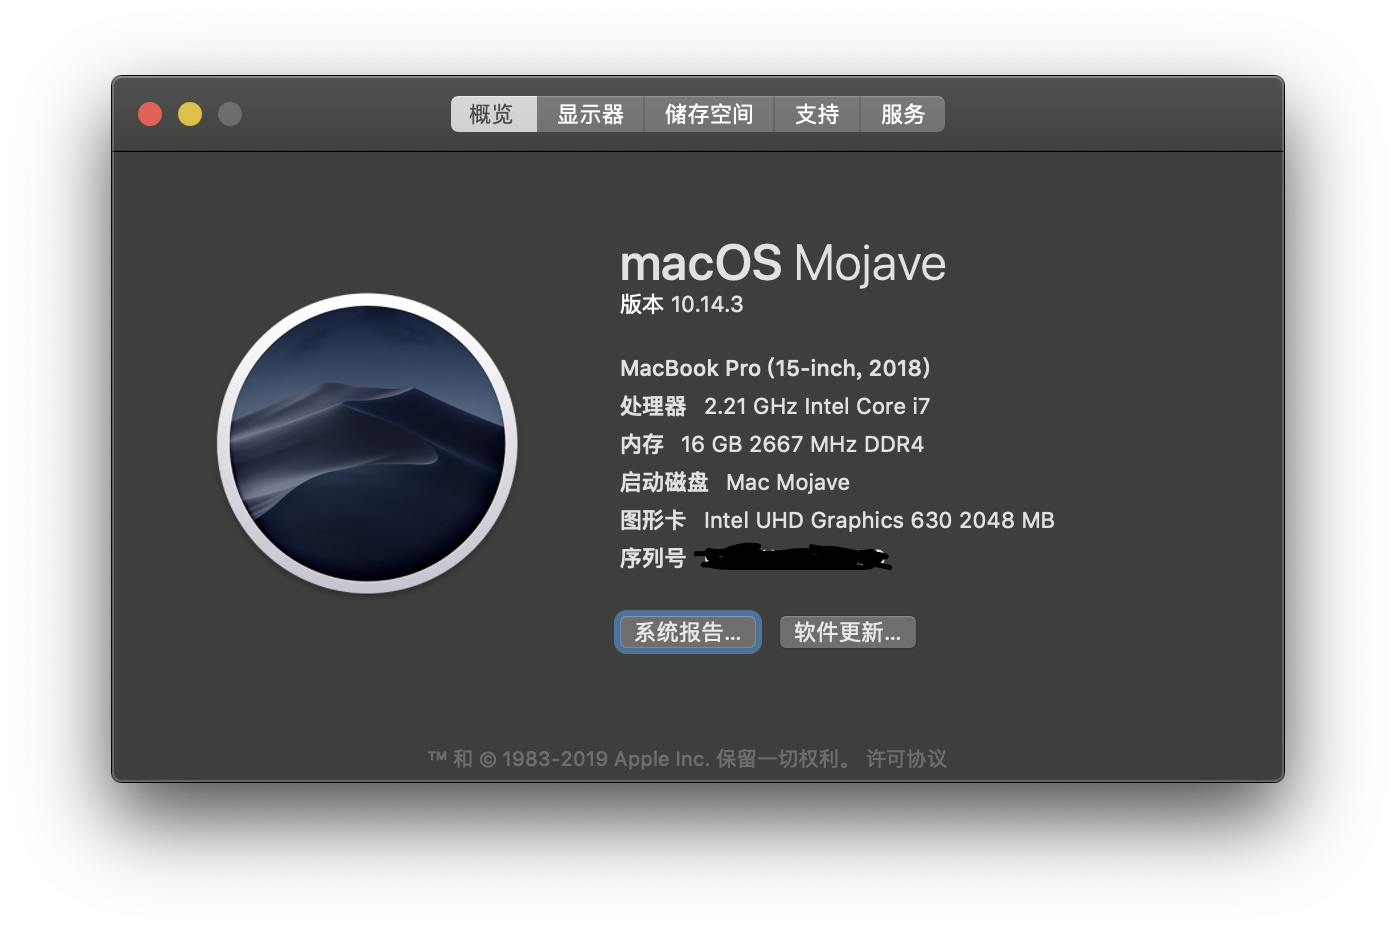 概览 显示器 储存空间 支持 服务
macOS Mojave
版本 10.14.3
MacBook Pro (15-inch, 2018)
处理器 2.21 GHz Intel Core i7
内存 16 GB 2667 MHz DDR4
启动磁盘 Mac Mojave
图形卡 Intel UHD Graphics 630 2048 MB
序列号
系统报告... 软件更新...
™ 和 © 1983-2019 Apple Inc. 保留一切权利。 许可协议